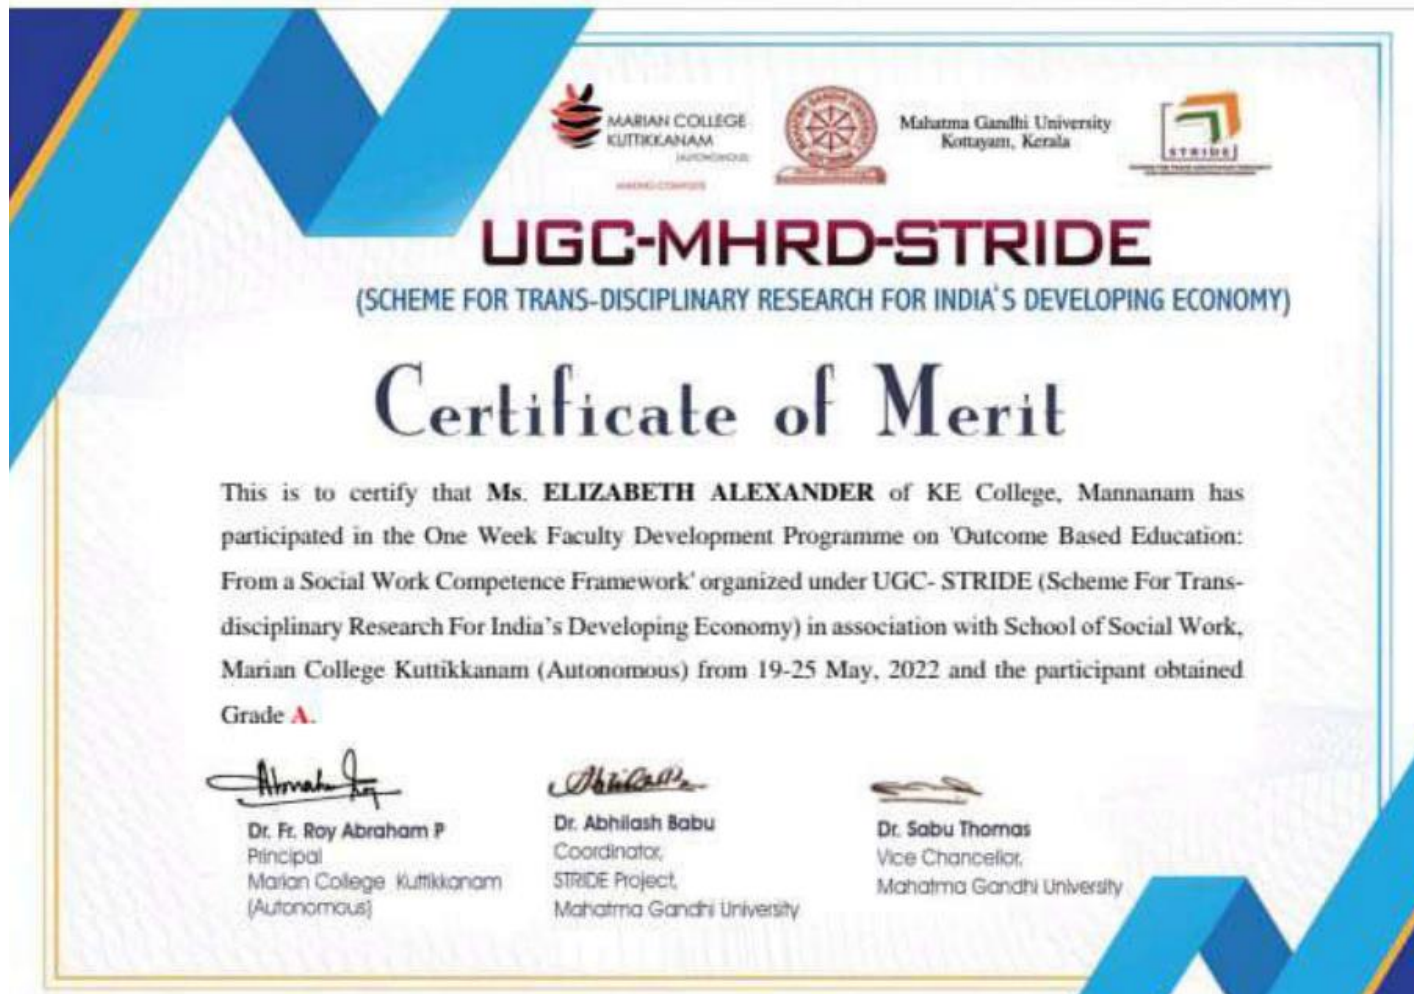 MARIAN COLLEGE
KUTTIKKANAM
(AUTONOMOUS)
MAKING COMPLETE
Mahatma Gandhi University
Kottayam, Kerala
STRIDE
UGC-MHRD-STRIDE
(SCHEME FOR TRANS-DISCIPLINARY RESEARCH FOR INDIA'S DEVELOPING ECONOMY)
Certificate of Merit
This is to certify that Ms. ELIZABETH ALEXANDER of KE College, Mannanam has
participated in the One Week Faculty Development Programme on 'Outcome Based Education:
From a Social Work Competence Framework' organized under UGC- STRIDE (Scheme For Trans-
disciplinary Research For India's Developing Economy) in association with School of Social Work,
Marian College Kuttikkanam (Autonomous) from 19-25 May, 2022 and the participant obtained
Grade A.
Dr. Fr. Roy Abraham P
Principal
Marian College Kuttikkanam
(Autonomous)
Dr. Abhilash Babu
Coordinator,
STRIDE Project,
Mahatma Gandhi University
Dr. Sabu Thomas
Vice Chancellor,
Mahatma Gandhi University